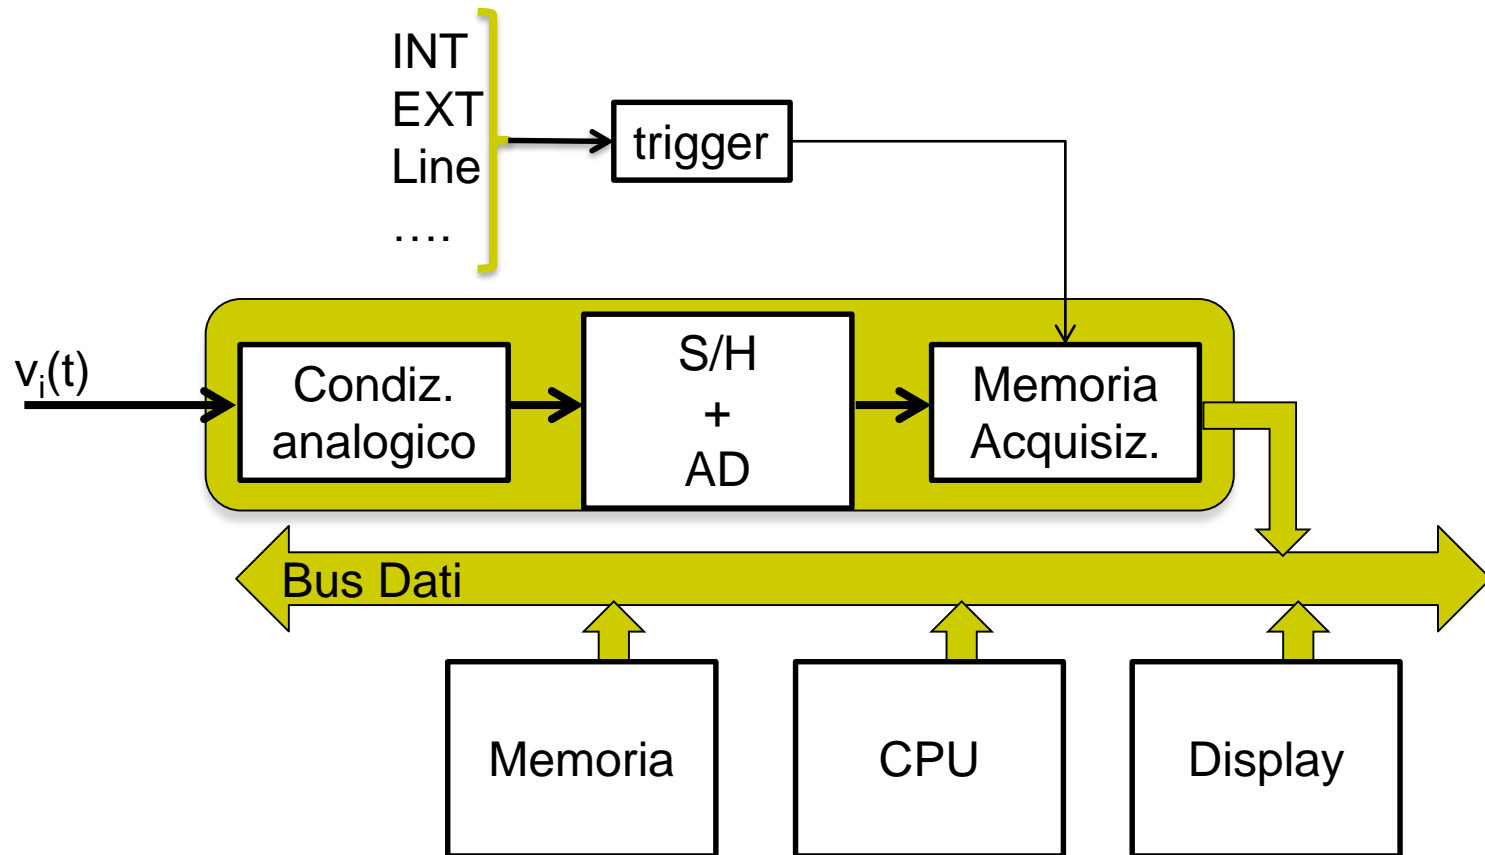 INT
EXT
Line
….
trigger
vi(t)
Condiz.
analogico
S/H
+
AD
Memoria
Acquisiz.
Bus Dati
Memoria
CPU
Display